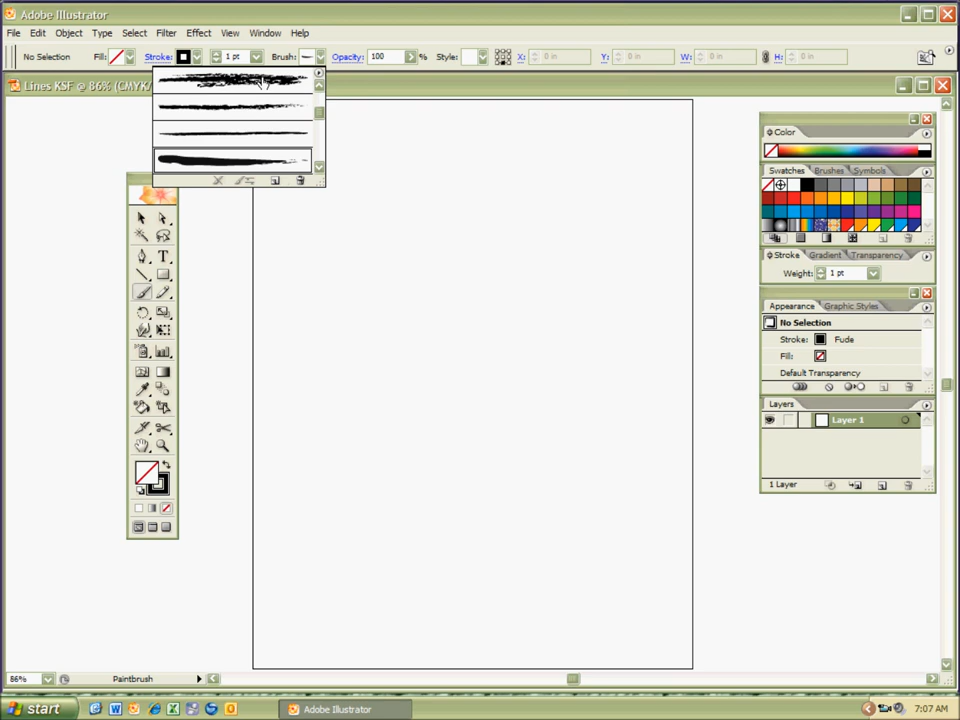 Adobe Illustrator
File Edit Object Type Select Filter Effect View Window Help
No Selection Fill: Stroke: 1 pt Brush: Opacity: 100 % Style: X: 0 in Y: 0 in W: 0 in H: 0 in
Lines KSF @ 86% (CMYK/
Color
Swatches Brushes Symbols
Stroke Gradient Transparency
Weight: 1 pt
Appearance Graphic Styles
No Selection
Stroke: Fude
Fill:
Default Transparency
Layers
Layer 1
1 Layer
86% Paintbrush
start Adobe Illustrator 7:07 AM